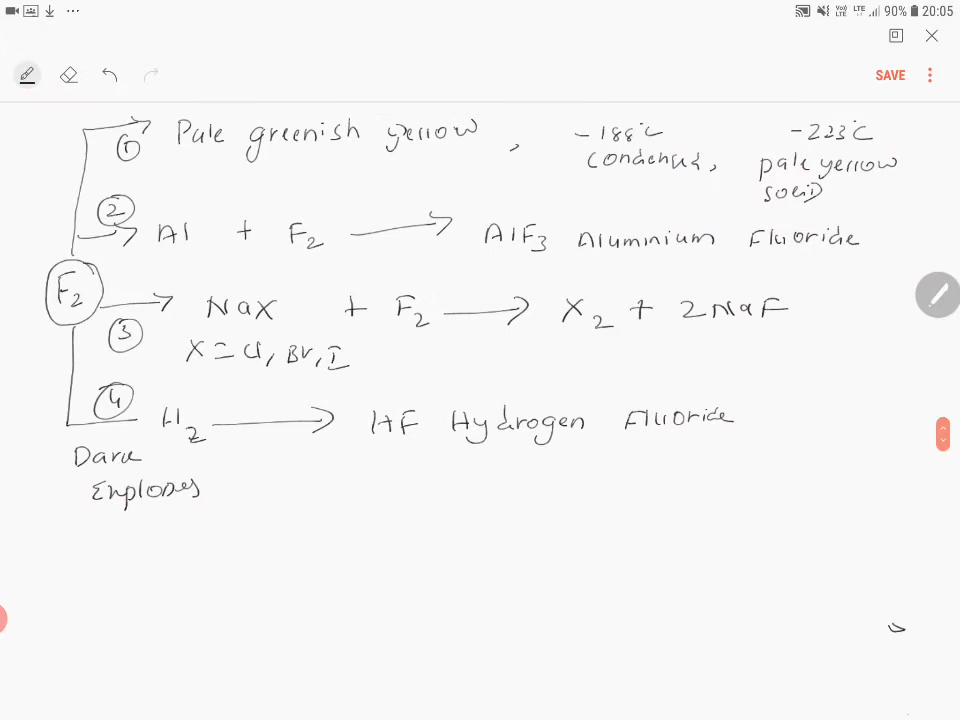 LTE 90% 20:05
SAVE
① Pale greenish yellow , -188°C condensed, -223°C pale yellow solid
② Al + F2 → AlF3 Aluminium Fluoride
F2
③ NaX + F2 → X2 + 2NaF
X = Cl, Br, I
④ H2 → HF Hydrogen Fluoride
Dark
Explodes